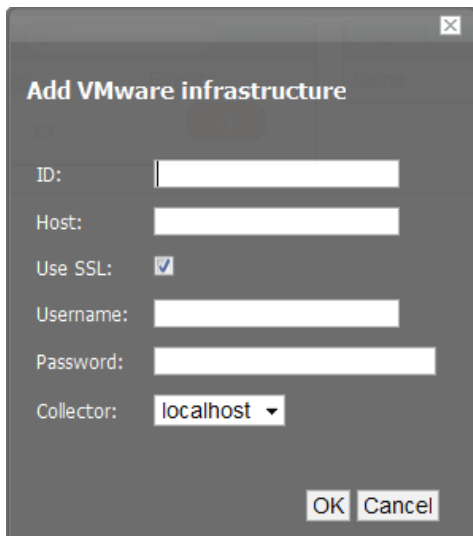 Add VMware infrastructure
ID:
Host:
Use SSL:
Username:
Password:
Collector: localhost
OK Cancel